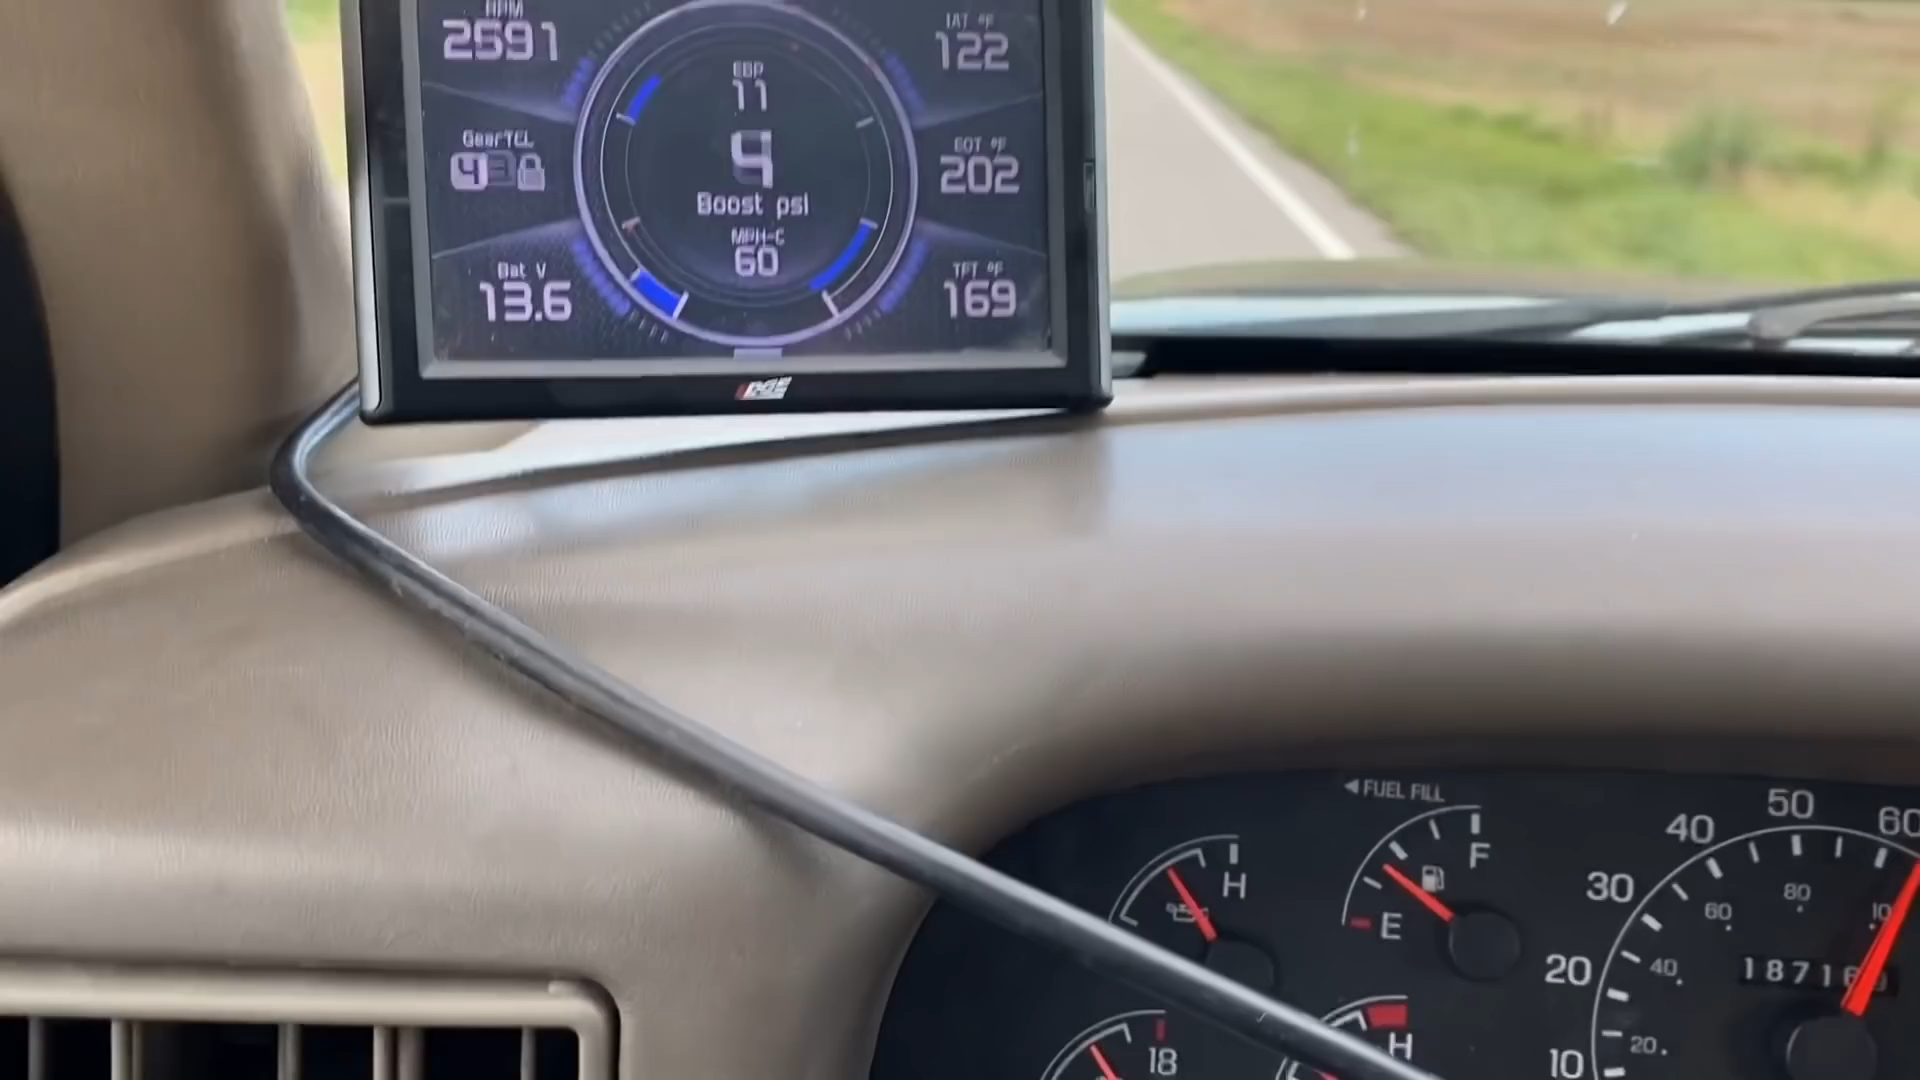 RPM
2591
IAT °F
122
EBP
11
GearTCL
4
Boost psi
EOT °F
202
MPH-C
60
Bat V
13.6
TFT °F
169
EDGE
FUEL FILL
H
F
E
10
20
30
40
50
60
20
40
60
80
18
H